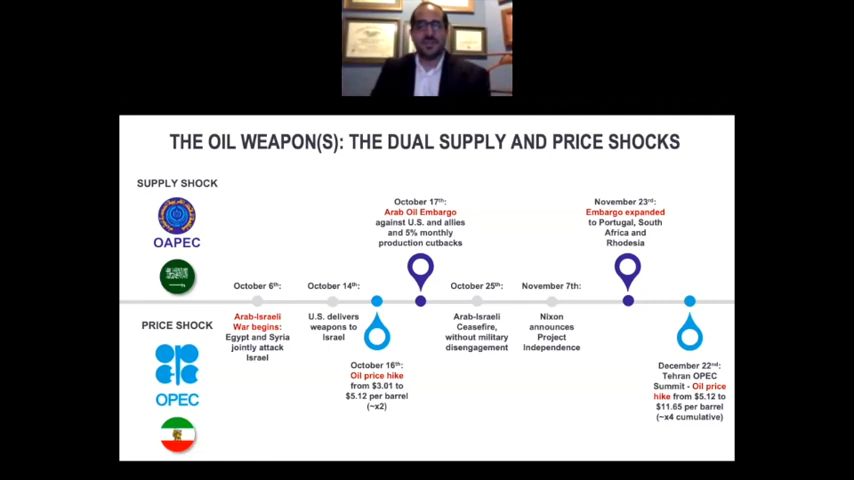 THE OIL WEAPON(S): THE DUAL SUPPLY AND PRICE SHOCKS
SUPPLY SHOCK
OAPEC
October 17th:
Arab Oil Embargo
against U.S. and allies
and 5% monthly
production cutbacks
November 23rd:
Embargo expanded
to Portugal, South
Africa and
Rhodesia
October 6th:
October 14th:
October 25th:
November 7th:
PRICE SHOCK
OPEC
Arab-Israeli
War begins:
Egypt and Syria
jointly attack
Israel
U.S. delivers
weapons to
Israel
October 16th:
Oil price hike
from $3.01 to
$5.12 per barrel
(~x2)
Arab-Israeli
Ceasefire,
without military
disengagement
Nixon
announces
Project
Independence
December 22nd:
Tehran OPEC
Summit - Oil price
hike from $5.12 to
$11.65 per barrel
(~x4 cumulative)